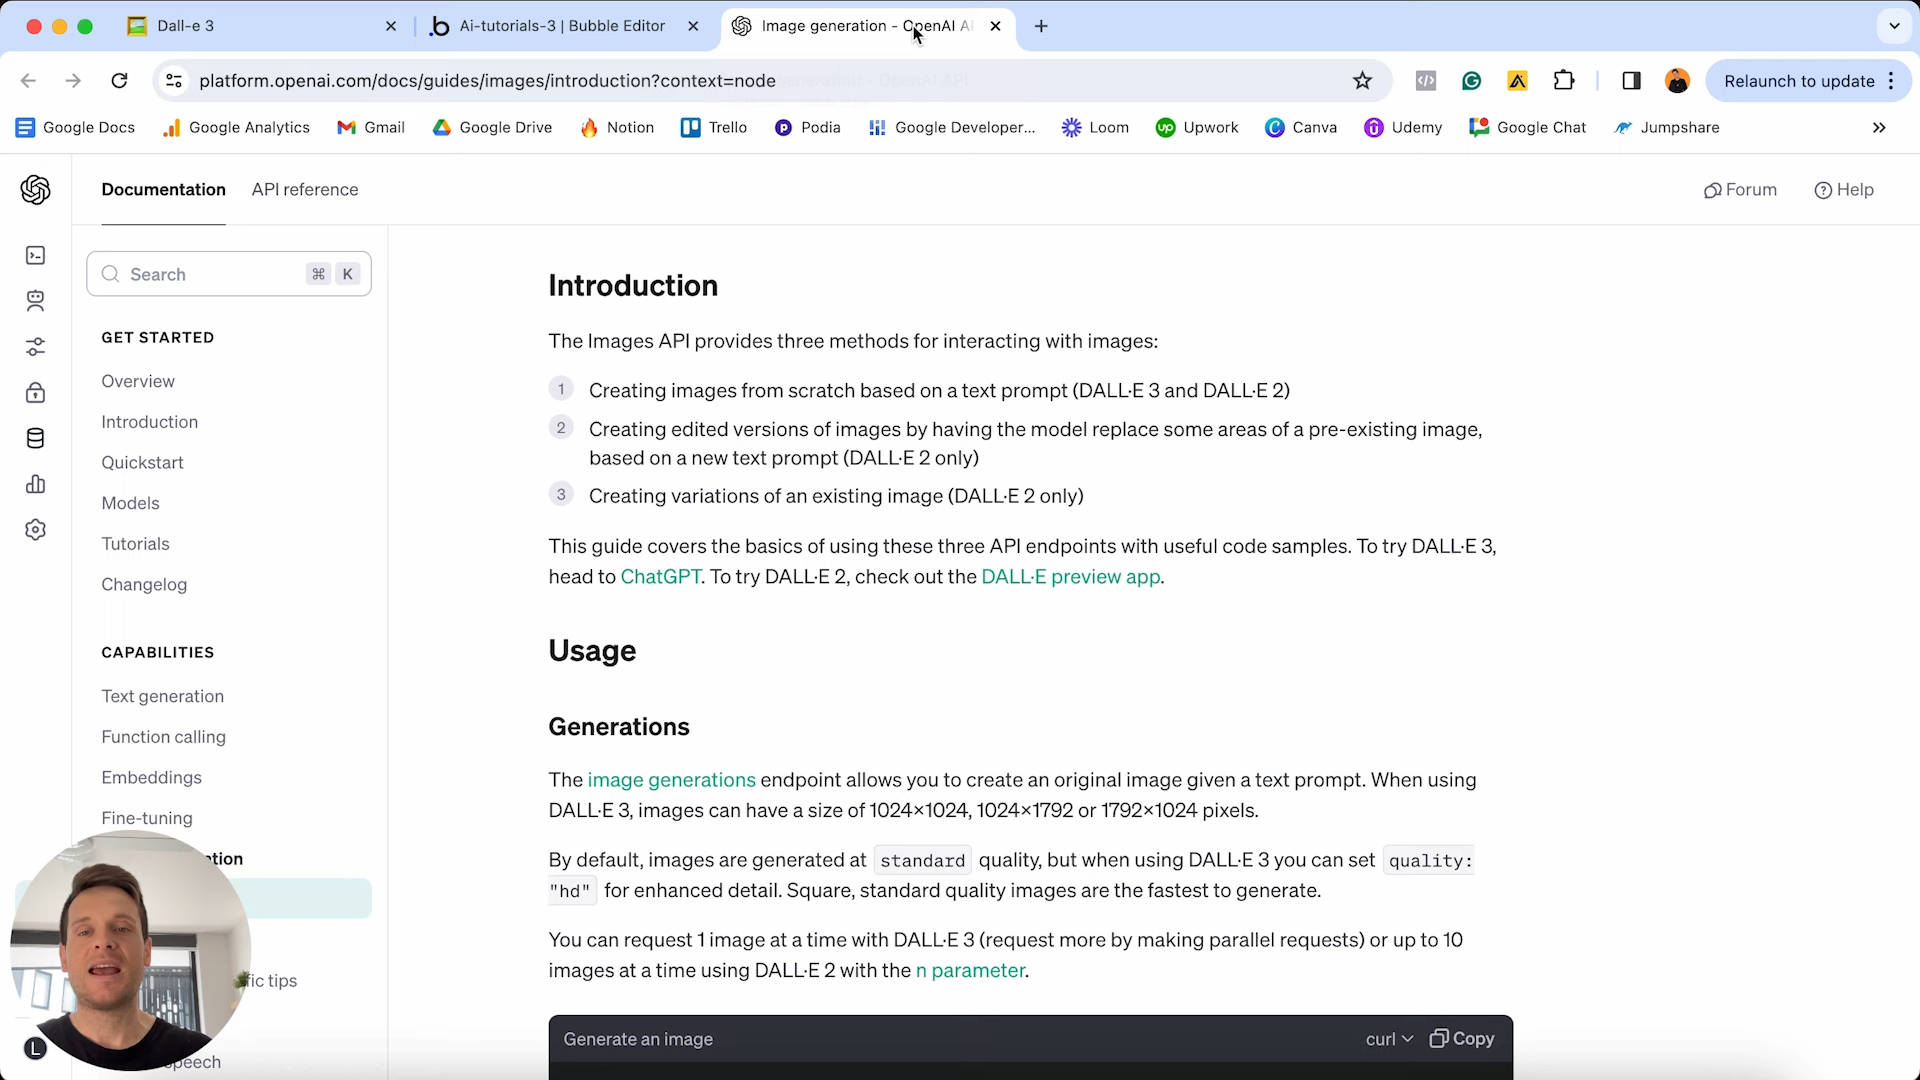 Dall-e 3
Ai-tutorials-3 | Bubble Editor
Image generation - OpenAI A
platform.openai.com/docs/guides/images/introduction?context=node
Relaunch to update
Google Docs
Google Analytics
Gmail
Google Drive
Notion
Trello
Podia
Google Developer...
Loom
Upwork
Canva
Udemy
Google Chat
Jumpshare
Documentation
API reference
Forum
Help
Search
⌘ K
GET STARTED
Overview
Introduction
Quickstart
Models
Tutorials
Changelog
CAPABILITIES
Text generation
Function calling
Embeddings
Fine-tuning
L
Introduction
The Images API provides three methods for interacting with images:
1 Creating images from scratch based on a text prompt (DALL·E 3 and DALL·E 2)
2 Creating edited versions of images by having the model replace some areas of a pre-existing image,
based on a new text prompt (DALL·E 2 only)
3 Creating variations of an existing image (DALL·E 2 only)
This guide covers the basics of using these three API endpoints with useful code samples. To try DALL·E 3,
head to ChatGPT. To try DALL·E 2, check out the DALL·E preview app.
Usage
Generations
The image generations endpoint allows you to create an original image given a text prompt. When using
DALL·E 3, images can have a size of 1024×1024, 1024×1792 or 1792×1024 pixels.
By default, images are generated at standard quality, but when using DALL·E 3 you can set quality:
"hd" for enhanced detail. Square, standard quality images are the fastest to generate.
You can request 1 image at a time with DALL·E 3 (request more by making parallel requests) or up to 10
images at a time using DALL·E 2 with the n parameter.
Generate an image
curl
Copy